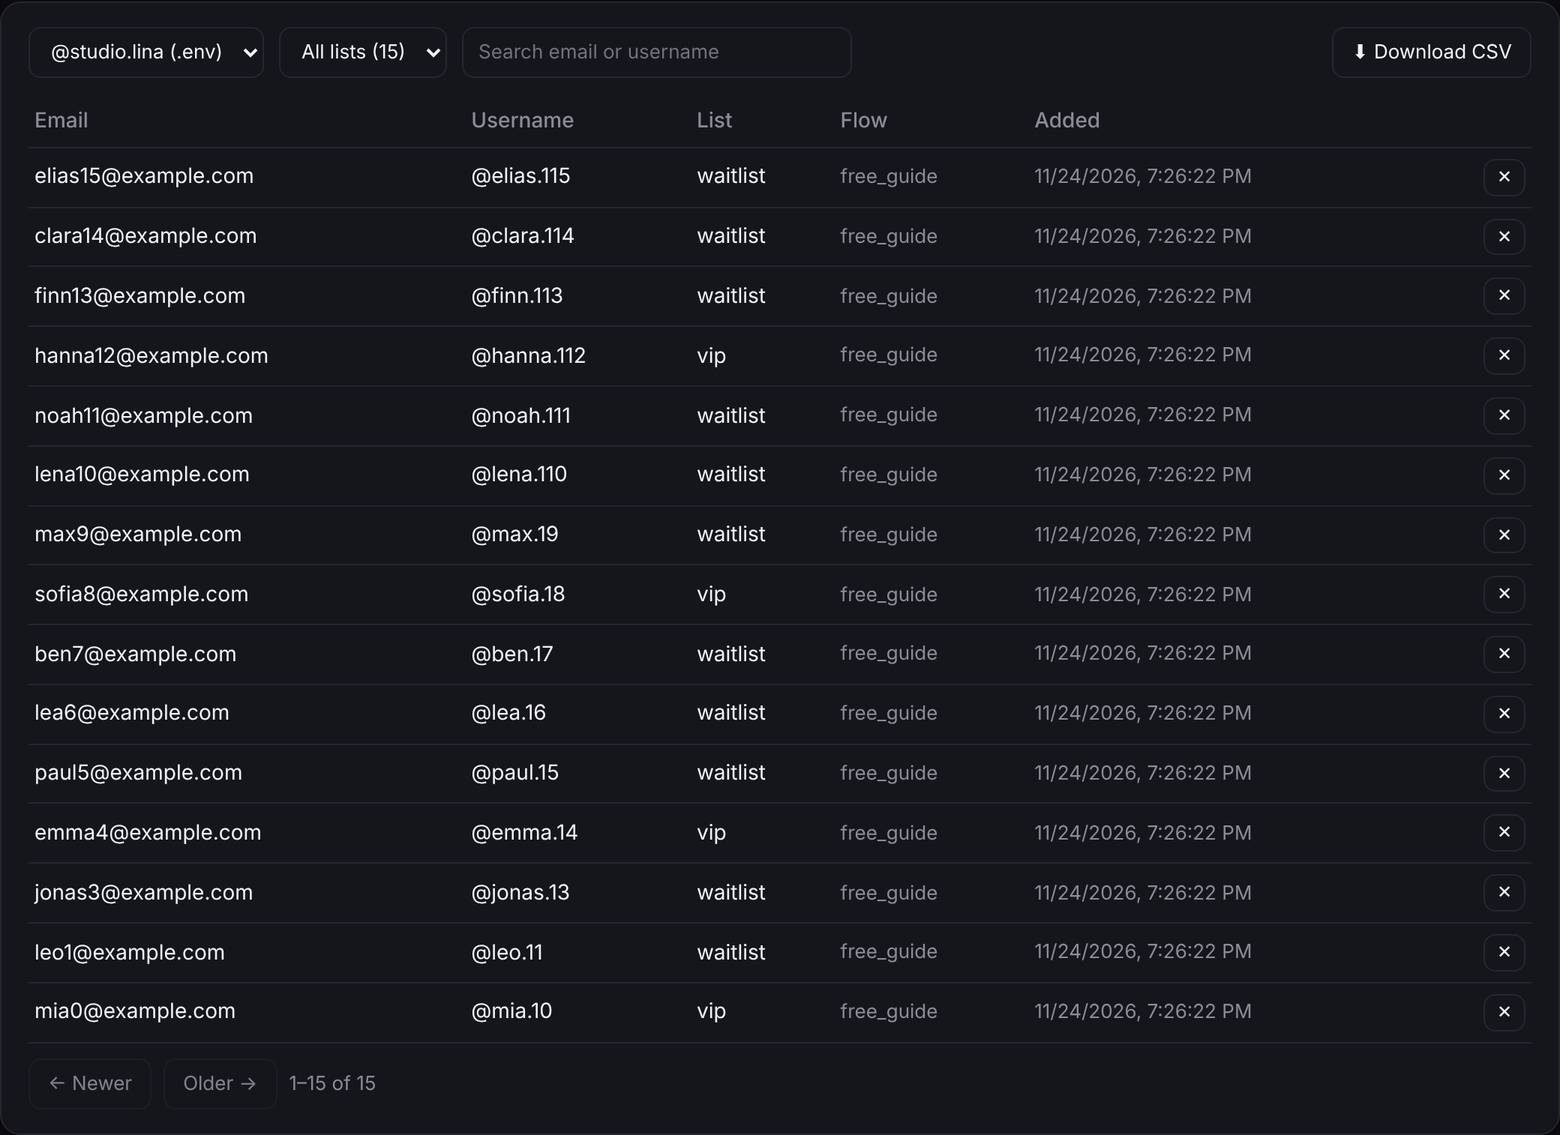 @studio.lina (.env) All lists (15) Search email or username ⬇ Download CSV
Email Username List Flow Added
elias15@example.com @elias.115 waitlist free_guide 11/24/2026, 7:26:22 PM ✕
clara14@example.com @clara.114 waitlist free_guide 11/24/2026, 7:26:22 PM ✕
finn13@example.com @finn.113 waitlist free_guide 11/24/2026, 7:26:22 PM ✕
hanna12@example.com @hanna.112 vip free_guide 11/24/2026, 7:26:22 PM ✕
noah11@example.com @noah.111 waitlist free_guide 11/24/2026, 7:26:22 PM ✕
lena10@example.com @lena.110 waitlist free_guide 11/24/2026, 7:26:22 PM ✕
max9@example.com @max.19 waitlist free_guide 11/24/2026, 7:26:22 PM ✕
sofia8@example.com @sofia.18 vip free_guide 11/24/2026, 7:26:22 PM ✕
ben7@example.com @ben.17 waitlist free_guide 11/24/2026, 7:26:22 PM ✕
lea6@example.com @lea.16 waitlist free_guide 11/24/2026, 7:26:22 PM ✕
paul5@example.com @paul.15 waitlist free_guide 11/24/2026, 7:26:22 PM ✕
emma4@example.com @emma.14 vip free_guide 11/24/2026, 7:26:22 PM ✕
jonas3@example.com @jonas.13 waitlist free_guide 11/24/2026, 7:26:22 PM ✕
leo1@example.com @leo.11 waitlist free_guide 11/24/2026, 7:26:22 PM ✕
mia0@example.com @mia.10 vip free_guide 11/24/2026, 7:26:22 PM ✕
← Newer Older → 1–15 of 15